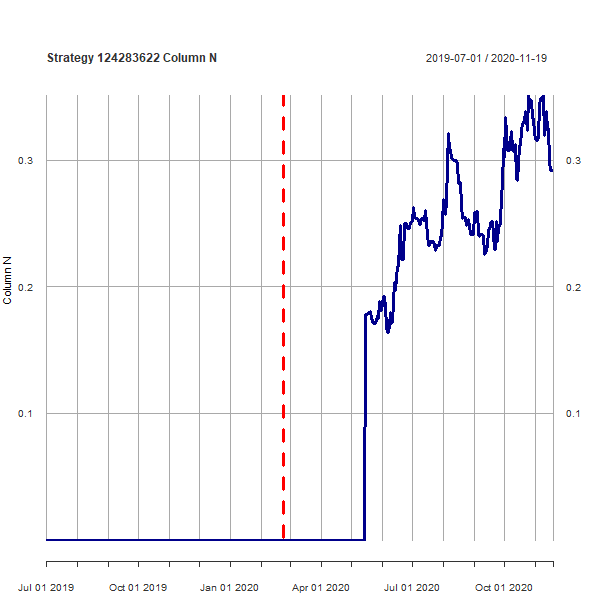 Strategy 124283622 Column N
2019-07-01 / 2020-11-19
Column N
0.3
0.3
0.2
0.2
0.1
0.1
Jul 01 2019
Oct 01 2019
Jan 01 2020
Apr 01 2020
Jul 01 2020
Oct 01 2020